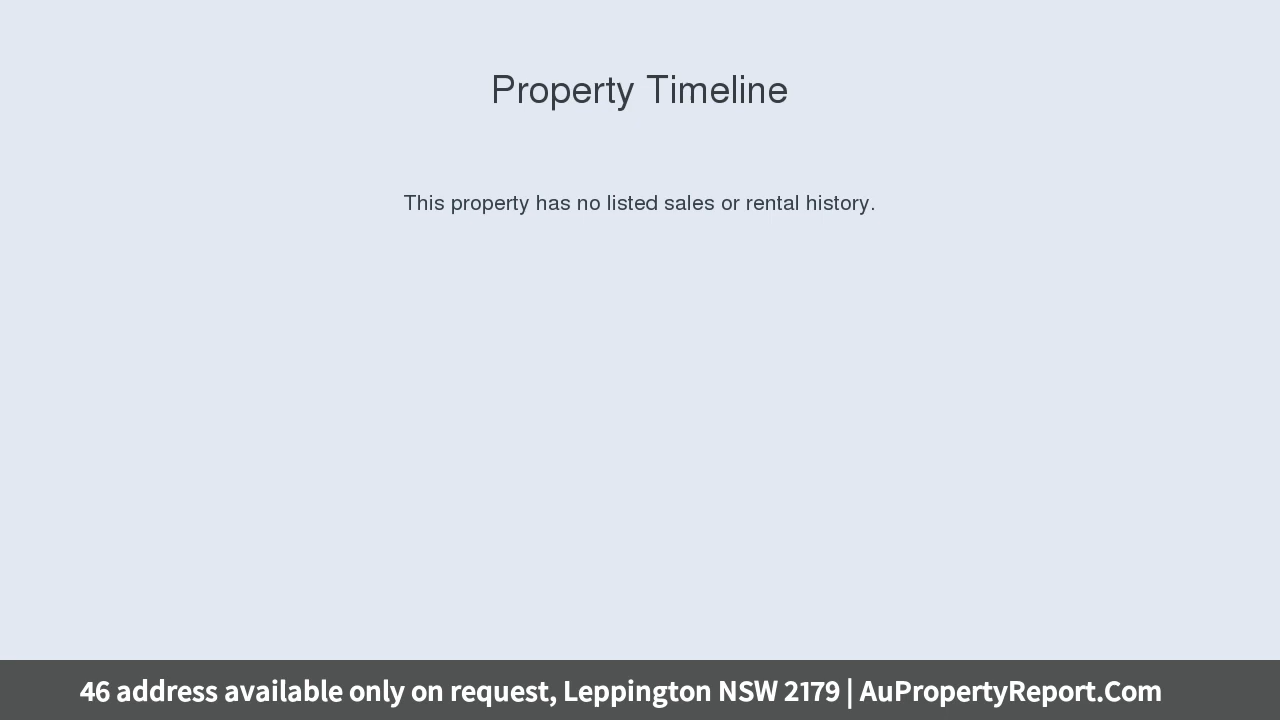 Property Timeline
This property has no listed sales or rental history.
46 address available only on request, Leppington NSW 2179 | AuPropertyReport.Com